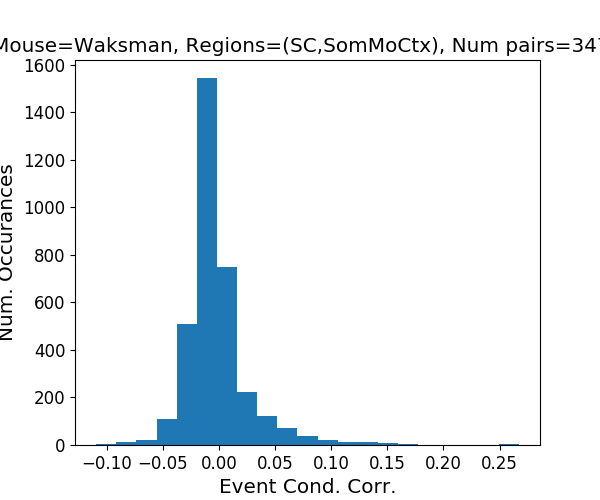 Mouse=Waksman, Regions=(SC,SomMoCtx), Num pairs=347
1600
1400
1200
1000
800
600
400
200
0
Num. Occurances
−0.10 −0.05 0.00 0.05 0.10 0.15 0.20 0.25
Event Cond. Corr.